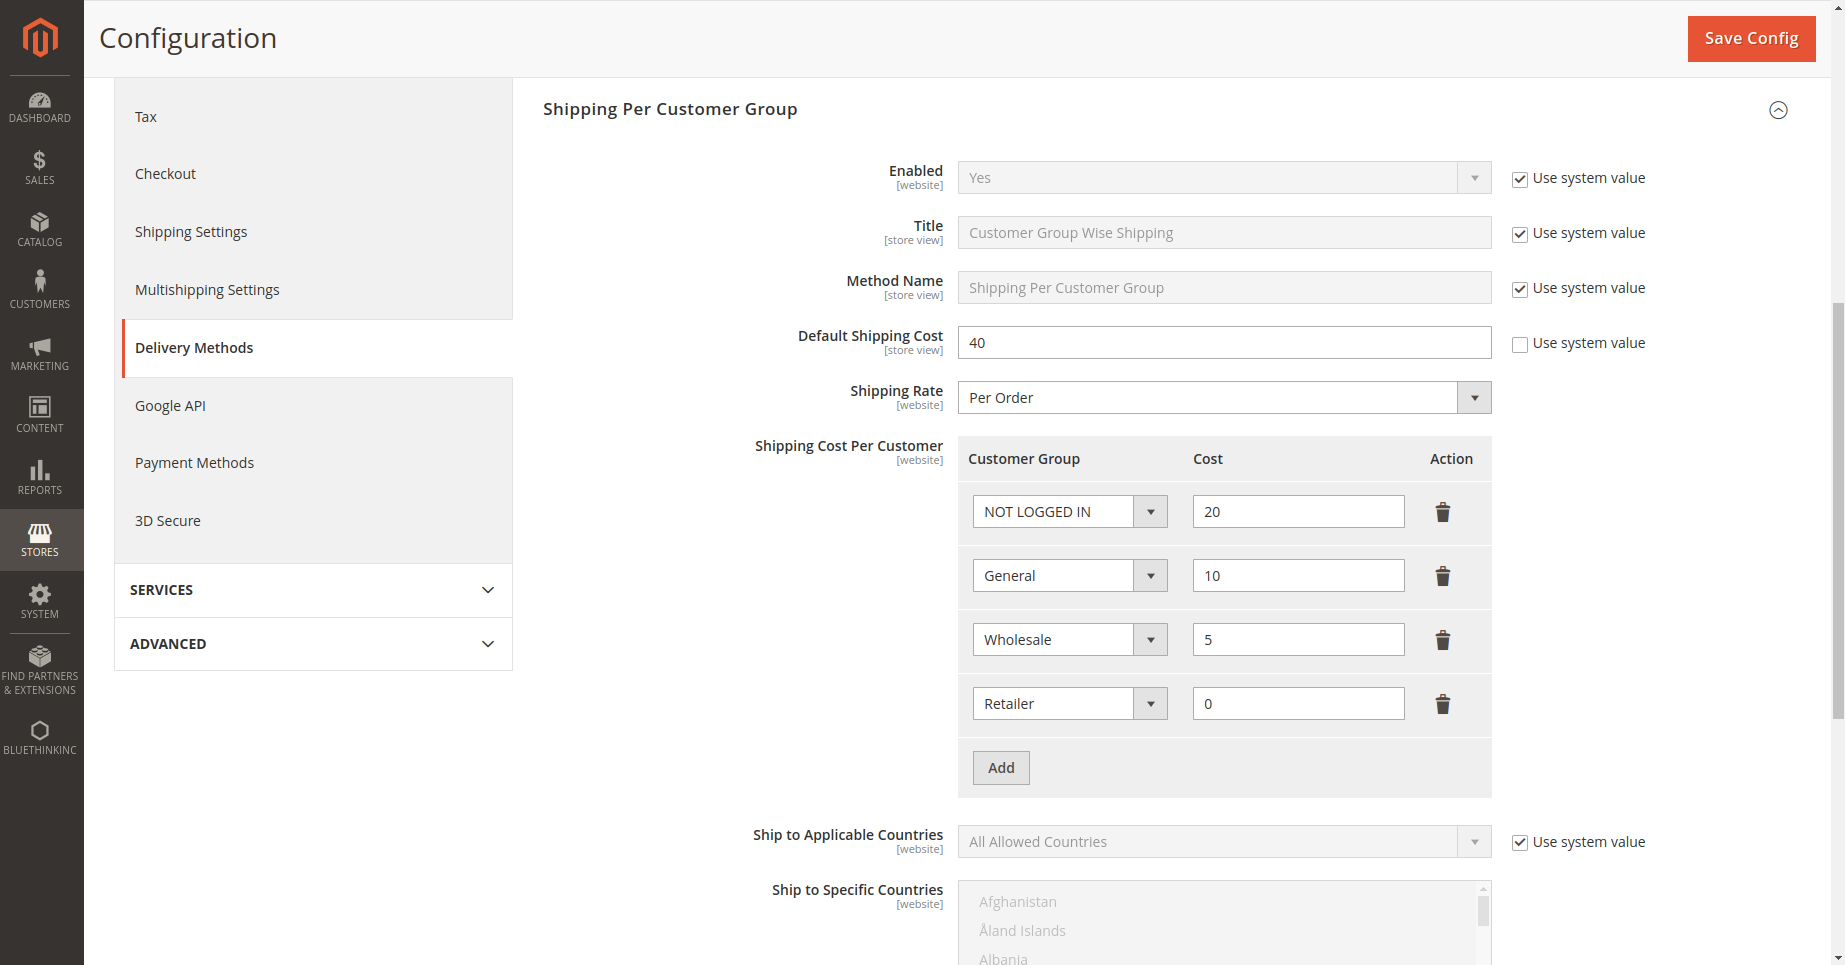 Configuration
Save Config
DASHBOARD
SALES
CATALOG
CUSTOMERS
MARKETING
CONTENT
REPORTS
STORES
SYSTEM
FIND PARTNERS
& EXTENSIONS
BLUETHINKINC
Tax
Checkout
Shipping Settings
Multishipping Settings
Delivery Methods
Google API
Payment Methods
3D Secure
SERVICES
ADVANCED
Shipping Per Customer Group
Enabled
[website]
Yes
Use system value
Title
[store view]
Customer Group Wise Shipping
Use system value
Method Name
[store view]
Shipping Per Customer Group
Use system value
Default Shipping Cost
[store view]
40
Use system value
Shipping Rate
[website]
Per Order
Shipping Cost Per Customer
[website]
Customer Group Cost Action
NOT LOGGED IN 20
General 10
Wholesale 5
Retailer 0
Add
Ship to Applicable Countries
[website]
All Allowed Countries
Use system value
Ship to Specific Countries
[website]
Afghanistan
Åland Islands
Albania